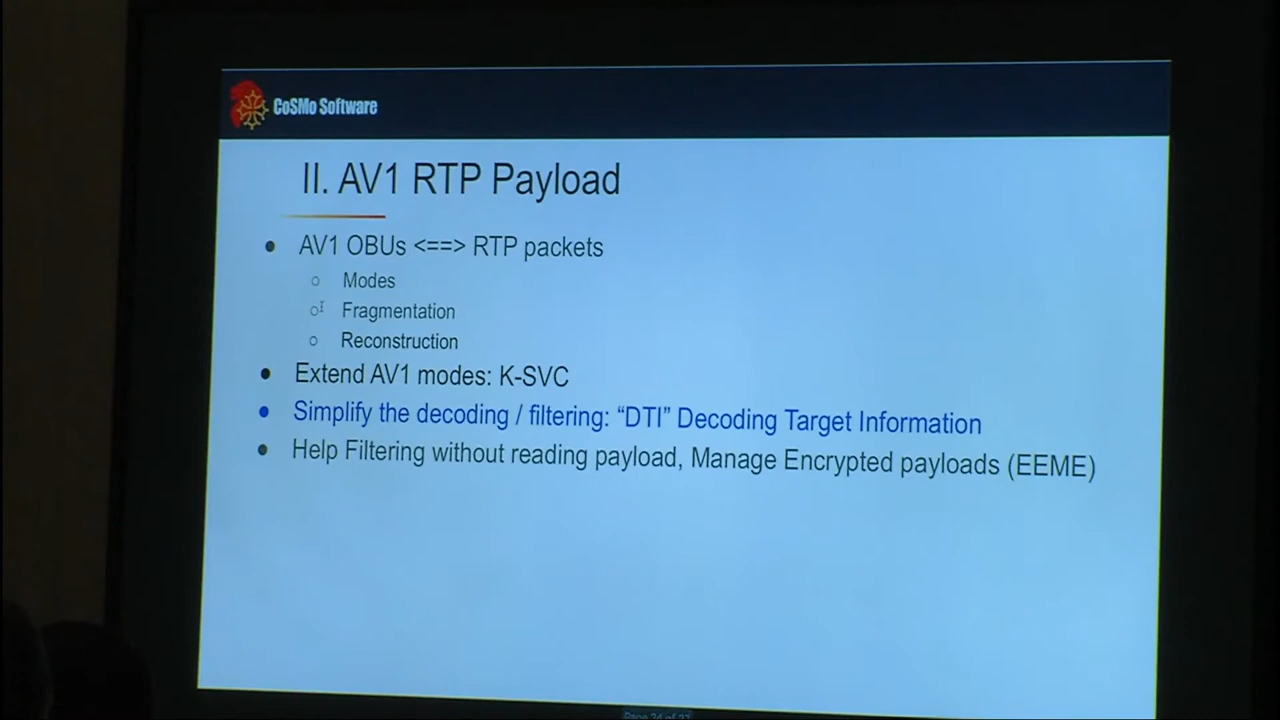 CoSMo Software
II. AV1 RTP Payload
● AV1 OBUs <==> RTP packets
○ Modes
○ Fragmentation
○ Reconstruction
● Extend AV1 modes: K-SVC
● Simplify the decoding / filtering: “DTI” Decoding Target Information
● Help Filtering without reading payload, Manage Encrypted payloads (EEME)